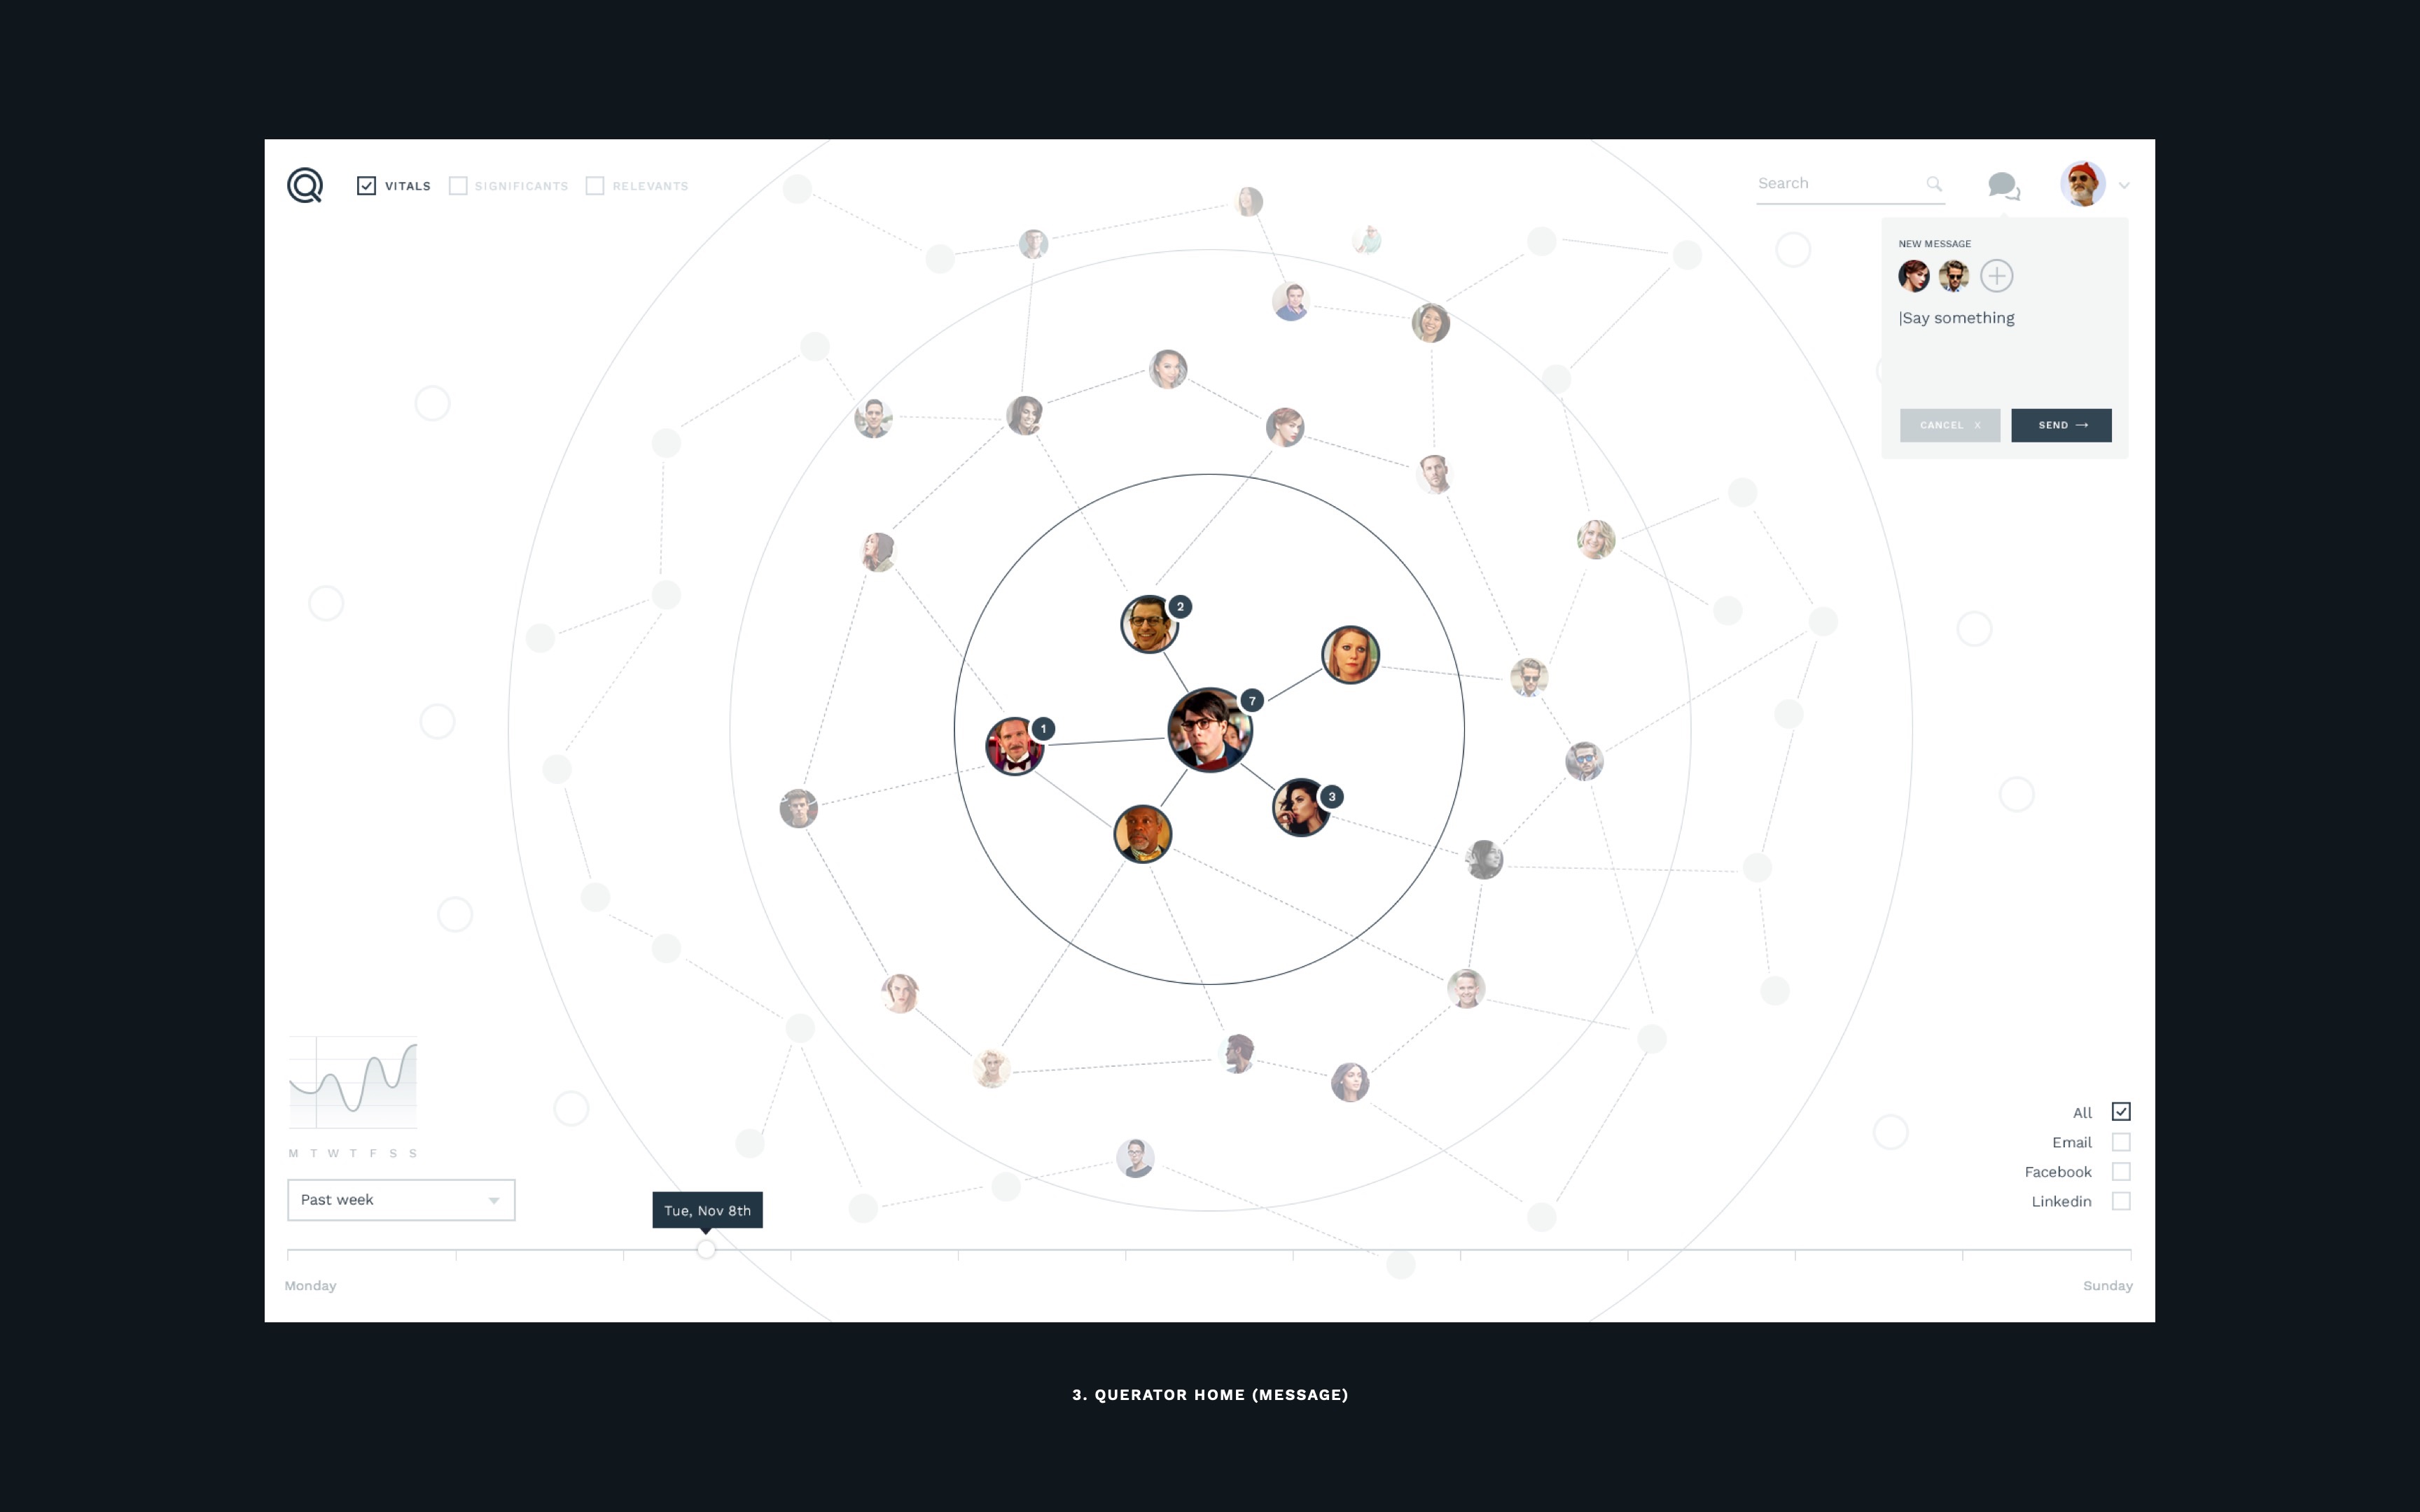 VITALS SIGNIFICANTS RELEVANTS
Search
NEW MESSAGE
|Say something
CANCEL X SEND →
2
7
1
3
M T W T F S S
Past week
All
Email
Facebook
Linkedin
Tue, Nov 8th
Monday Sunday
3. QUERATOR HOME (MESSAGE)